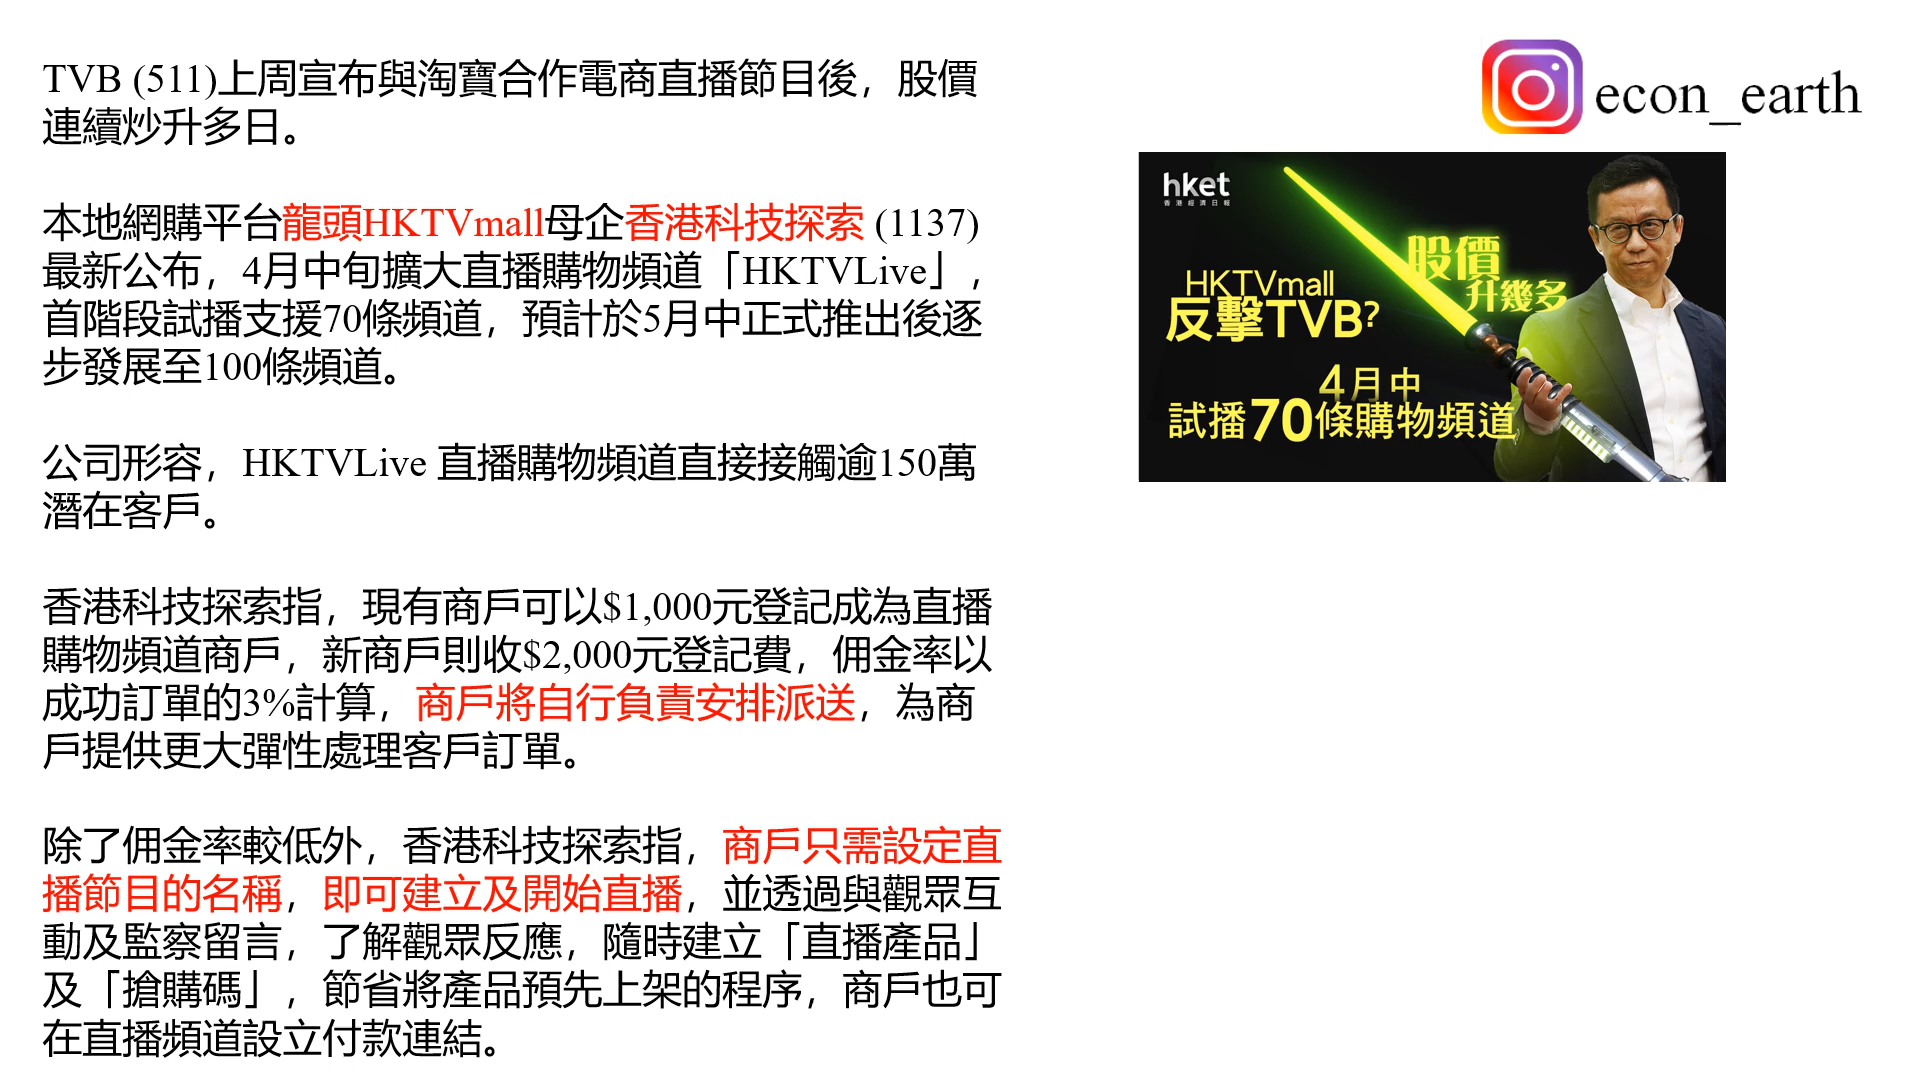 TVB (511)上周宣布與淘寶合作電商直播節目後，股價
連續炒升多日。
本地網購平台龍頭HKTVmall母企香港科技探索 (1137)
最新公布，4月中旬擴大直播購物頻道「HKTVLive」，
首階段試播支援70條頻道，預計於5月中正式推出後逐
步發展至100條頻道。
公司形容，HKTVLive 直播購物頻道直接接觸逾150萬
潛在客戶。
香港科技探索指，現有商戶可以$1,000元登記成為直播
購物頻道商戶，新商戶則收$2,000元登記費，佣金率以
成功訂單的3%計算，商戶將自行負責安排派送，為商
戶提供更大彈性處理客戶訂單。
除了佣金率較低外，香港科技探索指，商戶只需設定直
播節目的名稱，即可建立及開始直播，並透過與觀眾互
動及監察留言，了解觀眾反應，隨時建立「直播產品」
及「搶購碼」，節省將產品預先上架的程序，商戶也可
在直播頻道設立付款連結。
econ_earth
hket
香港經濟日報
股價
升幾多
HKTVmall
反擊TVB?
4月中
試播70條購物頻道